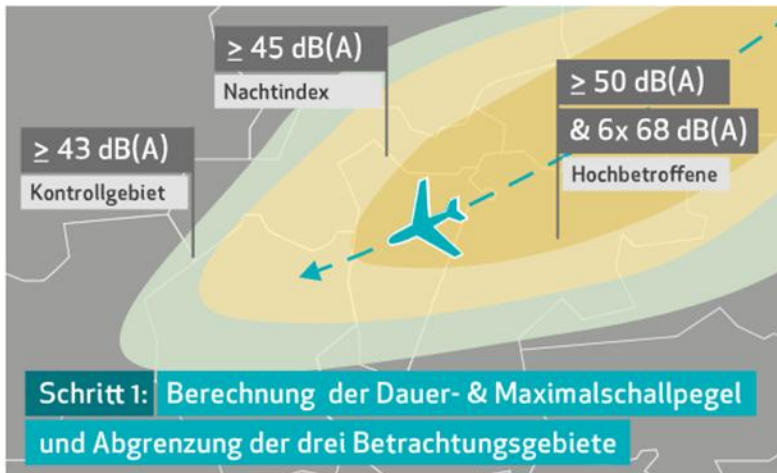 ≥ 45 dB(A)
Nachtindex
≥ 50 dB(A)
& 6x 68 dB(A)
Hochbetroffene
≥ 43 dB(A)
Kontrollgebiet
Schritt 1: Berechnung der Dauer- & Maximalschallpegel
und Abgrenzung der drei Betrachtungsgebiete